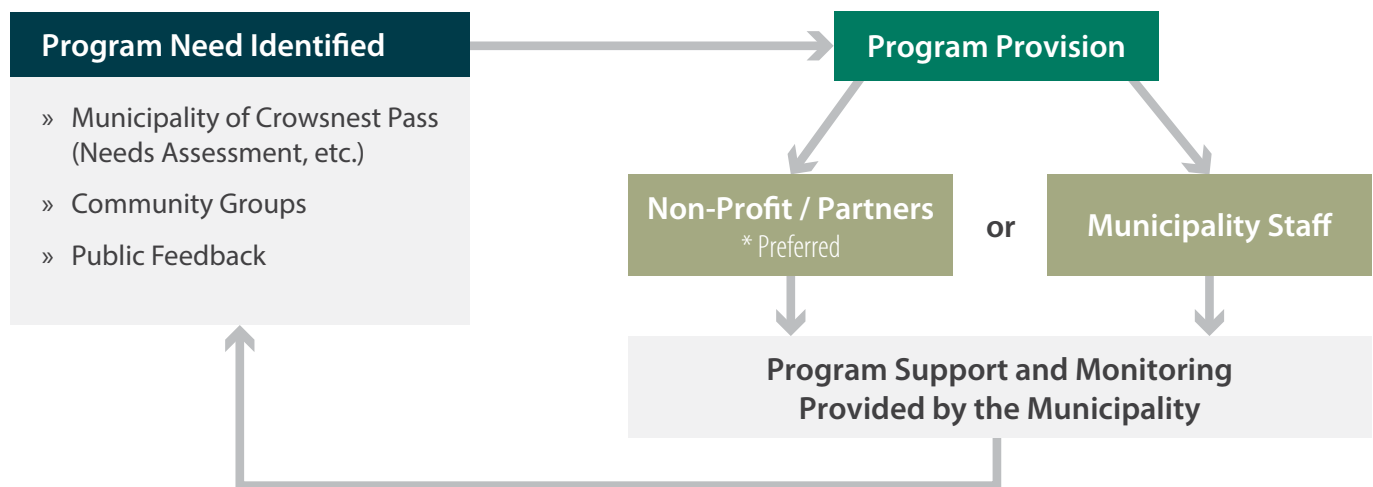 Program Need Identified
» Municipality of Crowsnest Pass
(Needs Assessment, etc.)
» Community Groups
» Public Feedback
Program Provision
Non-Profit / Partners
* Preferred
or
Municipality Staff
Program Support and Monitoring
Provided by the Municipality